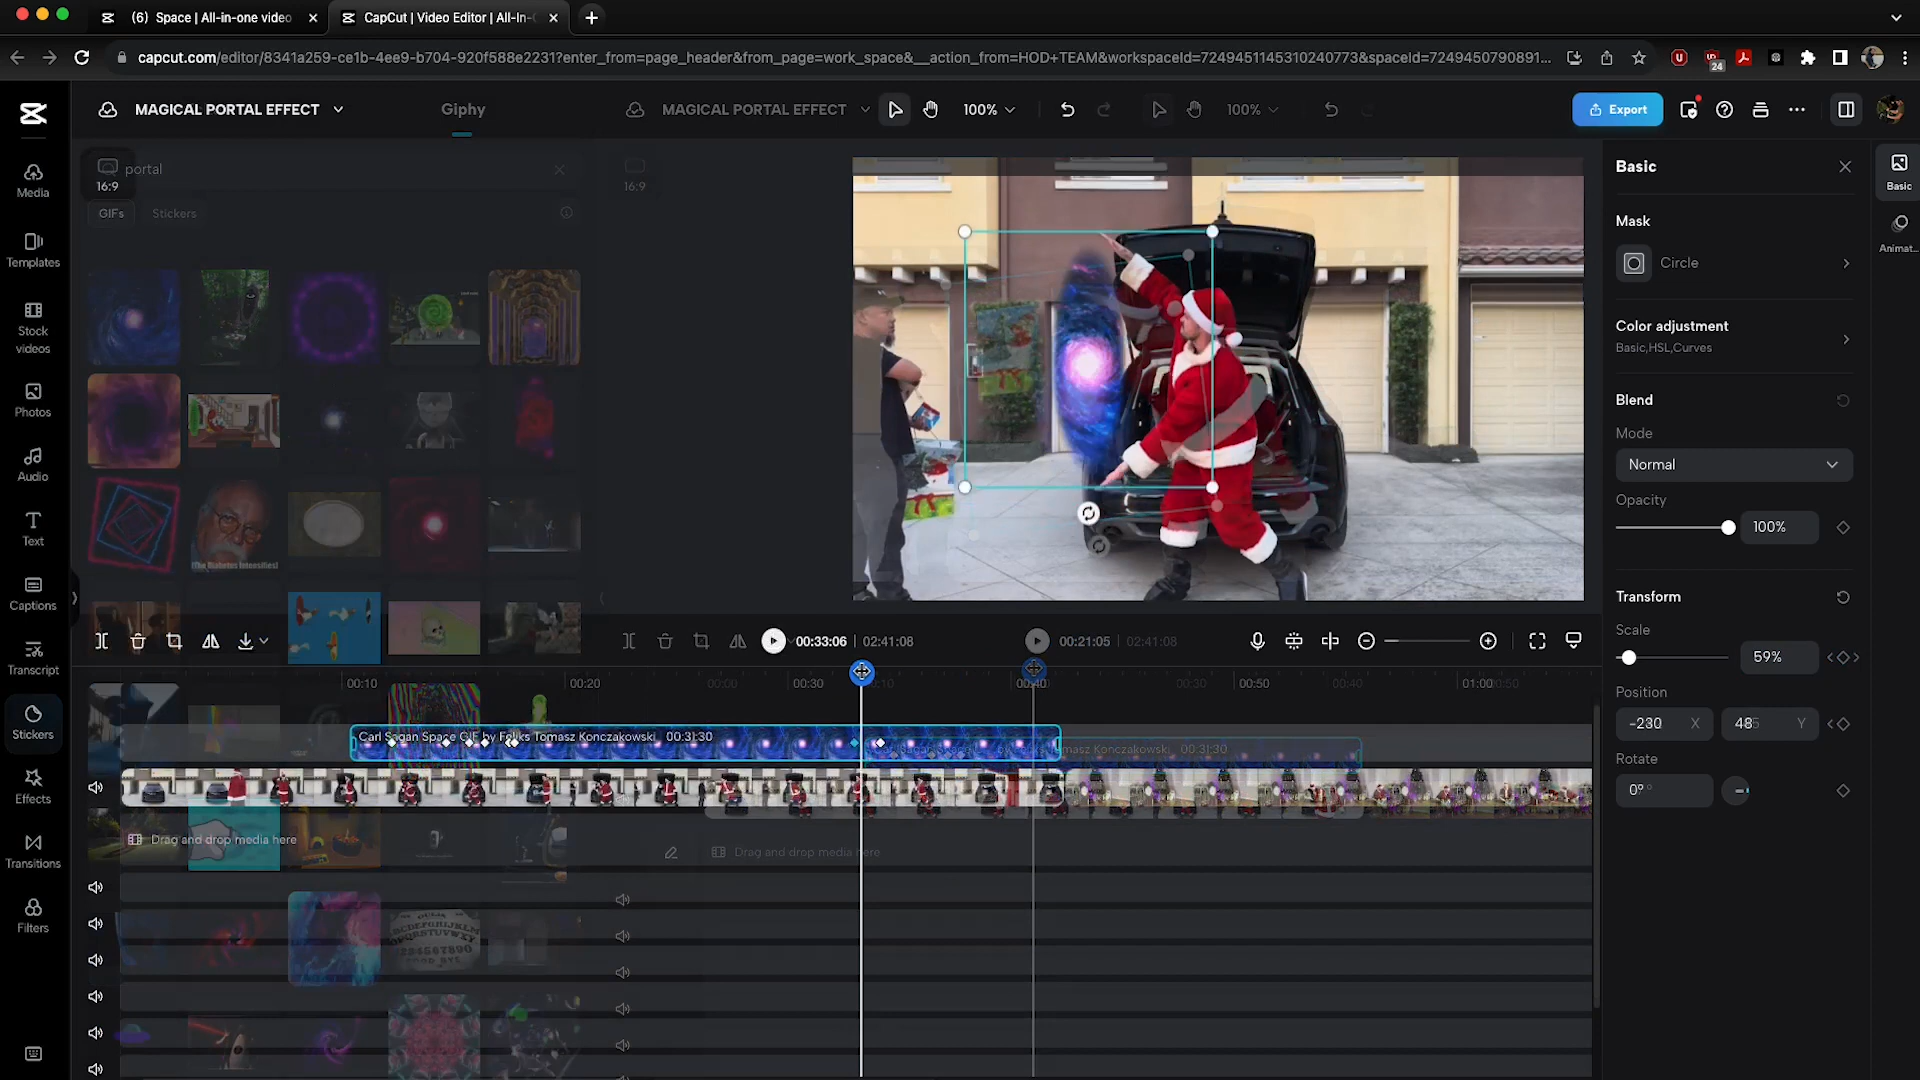 (6) Space | All-in-one video
CapCut | Video Editor | All-In-
capcut.com/editor/8341a259-ce1b-4ee9-b704-920f588e2231?enter_from=page_header&from_page=work_space&__action_from=HOD+TEAM&workspaceId=7249451145310240773&spaceId=7249450790891...
24
MAGICAL PORTAL EFFECT
Giphy
MAGICAL PORTAL EFFECT
100%
100%
Export
16:9
portal
16:9
GIFs
Stickers
Media
Templates
Stock
videos
Photos
Audio
Text
Captions
Transcript
Stickers
Effects
Transitions
Filters
Basic
Basic
Animat...
Mask
Circle
Color adjustment
Basic,HSL,Curves
Blend
Mode
Normal
Opacity
100%
Transform
Scale
59%
Position
-230 X
Y
Rotate
0°
00:33:06 | 02:41:08
00:21:05 | 02:41:08
00:10
00:20
00:00
00:30
00:10
00:40
00:30
00:50
00:40
01:00
Carl Sagan Space GIF by Feliks Tomasz Konczakowski 00:31:30
Tomasz Konczakowski 00:31:30
Drag and drop media here
Drag and drop media here